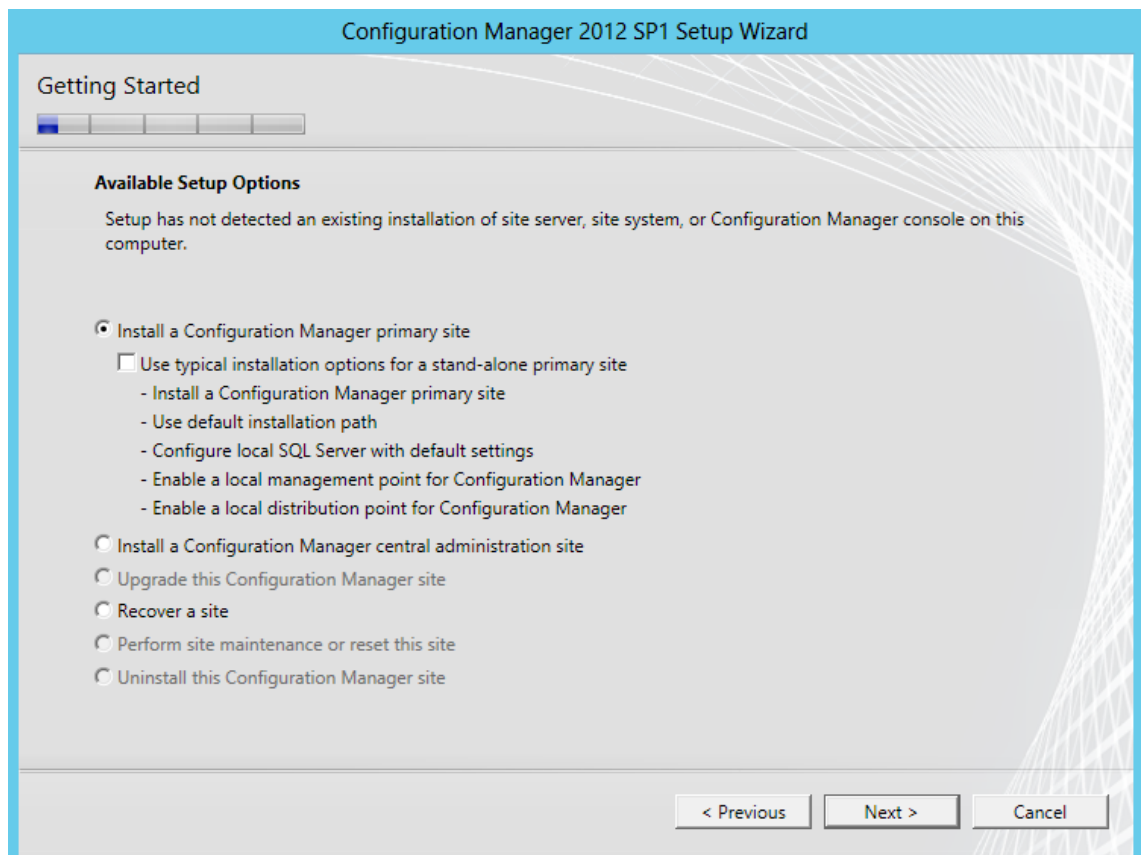 Configuration Manager 2012 SP1 Setup Wizard
Getting Started
Available Setup Options
Setup has not detected an existing installation of site server, site system, or Configuration Manager console on this
computer.
Install a Configuration Manager primary site
Use typical installation options for a stand-alone primary site
- Install a Configuration Manager primary site
- Use default installation path
- Configure local SQL Server with default settings
- Enable a local management point for Configuration Manager
- Enable a local distribution point for Configuration Manager
Install a Configuration Manager central administration site
Upgrade this Configuration Manager site
Recover a site
Perform site maintenance or reset this site
Uninstall this Configuration Manager site
< Previous
Next >
Cancel